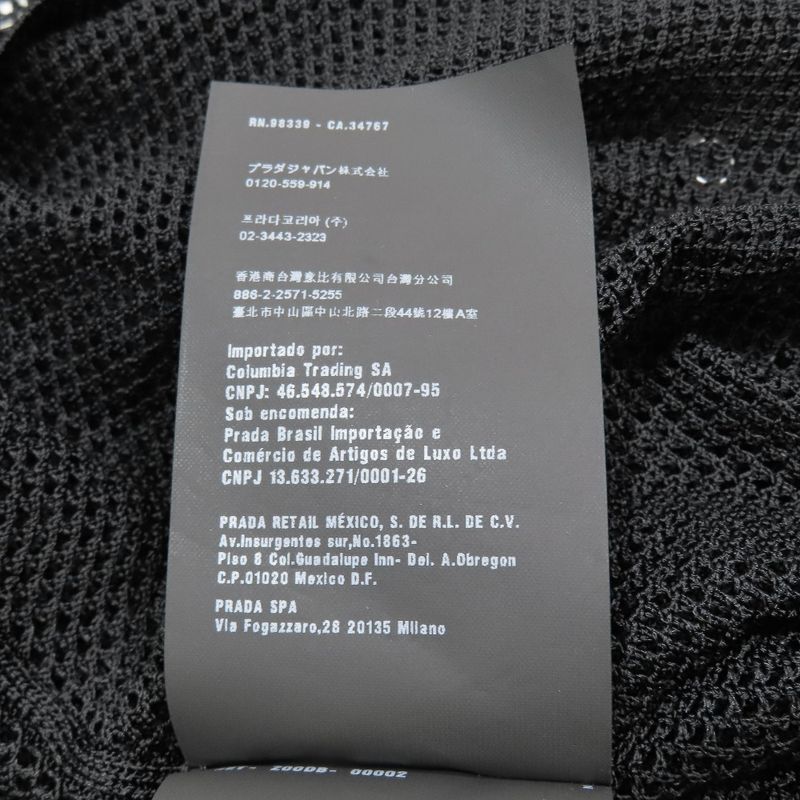 RN.98339 - CA.34767
プラダジャパン株式会社
0120-559-914
프라다코리아 (주)
02-3443-2323
香港商台灣意比有限公司台灣分公司
886-2-2571-5255
臺北市中山區中山北路二段44號12樓A室
Importado por:
Columbia Trading SA
CNPJ: 46.548.574/0007-95
Sob encomenda:
Prada Brasil Importação e
Comércio de Artigos de Luxo Ltda
CNPJ 13.633.271/0001-26
PRADA RETAIL MÉXICO, S. DE R.L. DE C.V.
Av.Insurgentes sur,No.1863-
Piso 8 Col.Guadalupe Inn- Del. A.Obregon
C.P.01020 Mexico D.F.
PRADA SPA
Via Fogazzaro,28 20135 Milano
- 200DB- 00002